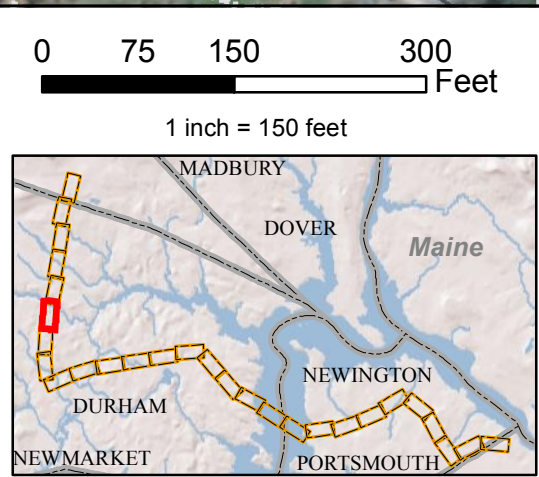 0 75 150 300
Feet
1 inch = 150 feet
MADBURY
DOVER
Maine
NEWINGTON
DURHAM
NEWMARKET
PORTSMOUTH